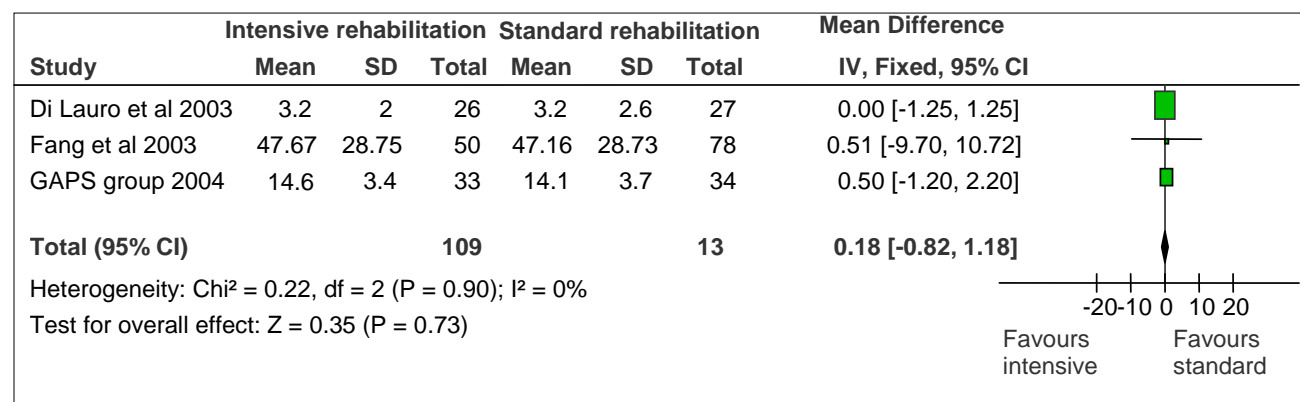 Intensive rehabilitation Standard rehabilitation Mean Difference
Study Mean SD Total Mean SD Total IV, Fixed, 95% CI
Di Lauro et al 2003 3.2 2 26 3.2 2.6 27 0.00 [-1.25, 1.25]
Fang et al 2003 47.67 28.75 50 47.16 28.73 78 0.51 [-9.70, 10.72]
GAPS group 2004 14.6 3.4 33 14.1 3.7 34 0.50 [-1.20, 2.20]
Total (95% CI) 109 13 0.18 [-0.82, 1.18]
Heterogeneity: Chi² = 0.22, df = 2 (P = 0.90); I² = 0%
Test for overall effect: Z = 0.35 (P = 0.73)
-20 -10 0 10 20
Favours intensive
Favours standard